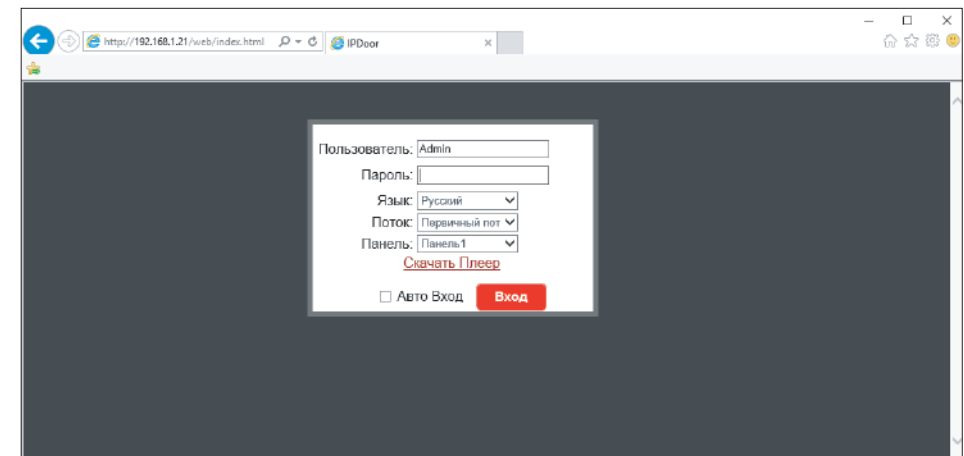 http://192.168.1.21/web/index.html
IPDoor
Пользователь: Admin
Пароль:
Язык: Русский
Поток: Первичный пот
Панель: Панель1
Скачать Плеер
Авто Вход Вход